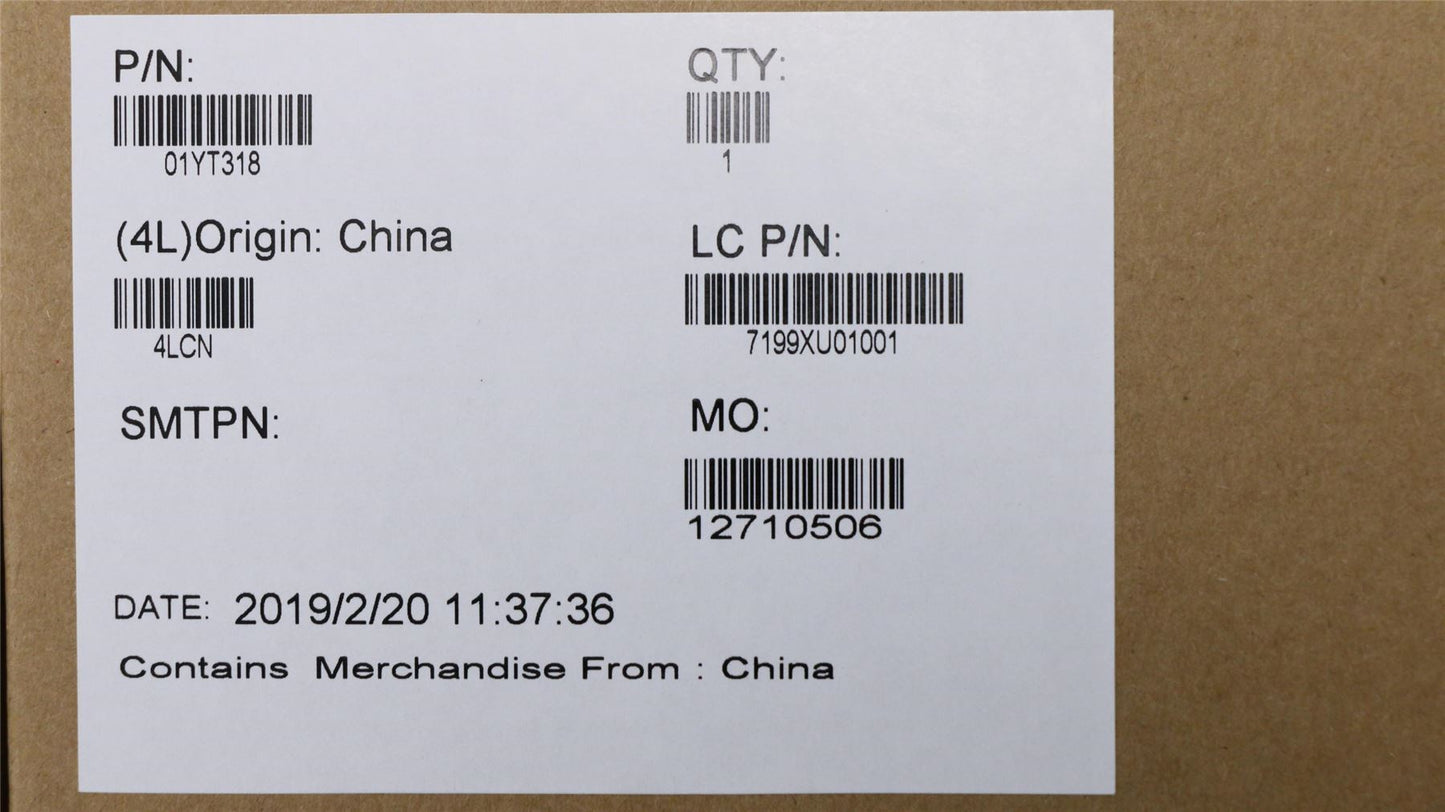 P/N:
01YT318
QTY:
1
(4L)Origin: China
4LCN
LC P/N:
7199XU01001
SMTPN:
MO:
12710506
DATE: 2019/2/20 11:37:36
Contains Merchandise From : China